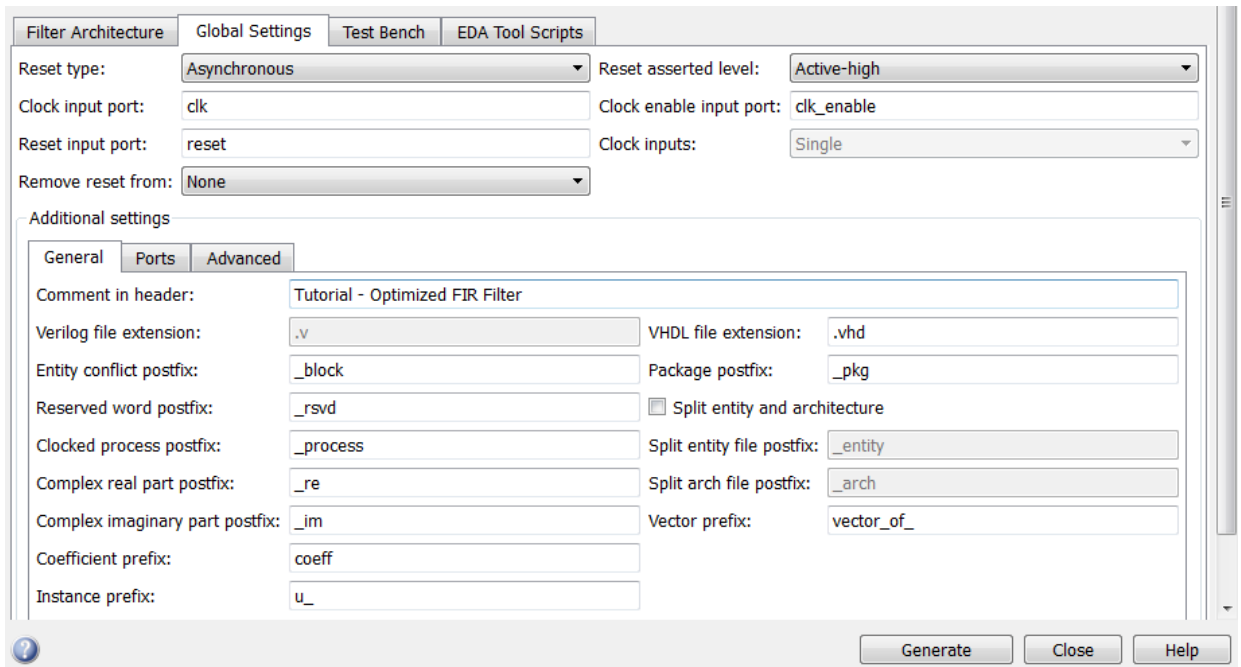 Filter Architecture Global Settings Test Bench EDA Tool Scripts
Reset type: Asynchronous Reset asserted level: Active-high
Clock input port: clk Clock enable input port: clk_enable
Reset input port: reset Clock inputs: Single
Remove reset from: None
Additional settings
General Ports Advanced
Comment in header: Tutorial - Optimized FIR Filter
Verilog file extension: .v VHDL file extension: .vhd
Entity conflict postfix: _block Package postfix: _pkg
Reserved word postfix: _rsvd Split entity and architecture
Clocked process postfix: _process Split entity file postfix: _entity
Complex real part postfix: _re Split arch file postfix: _arch
Complex imaginary part postfix: _im Vector prefix: vector_of_
Coefficient prefix: coeff
Instance prefix: u_
? Generate Close Help